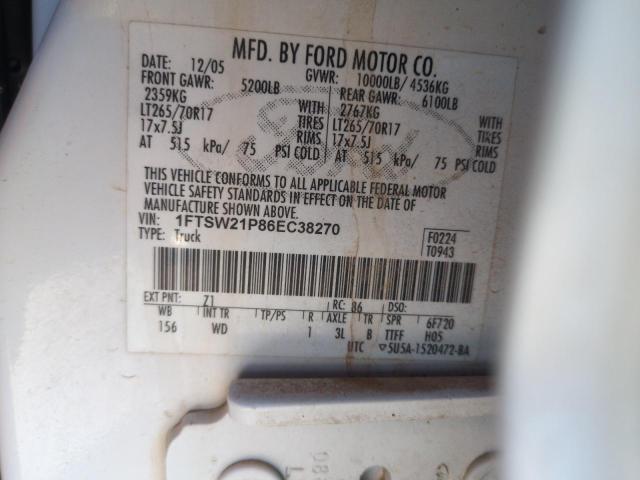 MFD. BY FORD MOTOR CO.
DATE: 12/05 GVWR: 10000LB/ 4536KG
FRONT GAWR: 5200LB REAR GAWR: 6100LB
2359KG WITH 2767KG WITH
LT265/70R17 TIRES LT265/70R17 TIRES
17x7.5J RIMS 17x7.5J RIMS
AT 515 kPa/ 75 PSI COLD AT 515 kPa/ 75 PSI COLD
THIS VEHICLE CONFORMS TO ALL APPLICABLE FEDERAL MOTOR
VEHICLE SAFETY STANDARDS IN EFFECT ON THE DATE OF
MANUFACTURE SHOWN ABOVE.
VIN: 1FTSW21P86EC38270
TYPE: Truck
F0224
T0943
EXT PNT: Z1 RC: 86 DSO:
WB INT TR TP/PS R AXLE TR SPR 6F720
156 WD 1 3L B TTFF H05
UTC ▽5U5A-1520472-BA